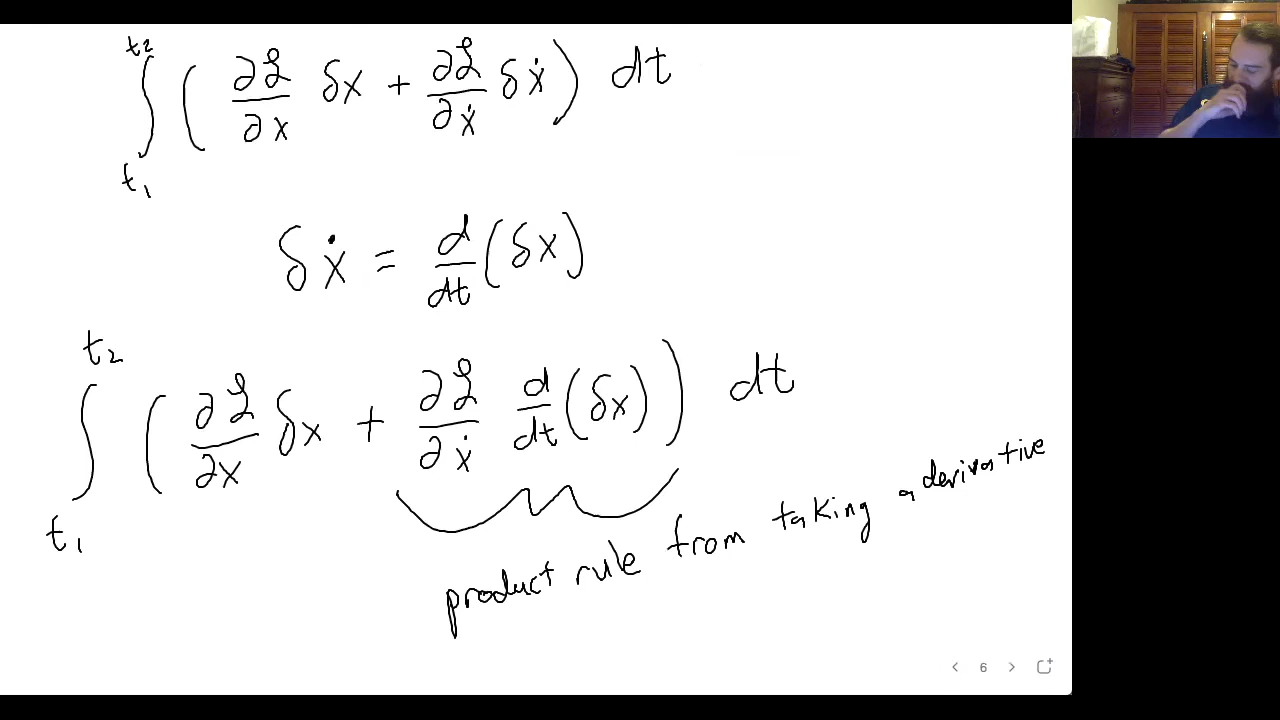 ∫_{t₁}^{t₂} ( ∂ℒ/∂x δx + ∂ℒ/∂ẋ δẋ ) dt
δẋ = d/dt (δx)
∫_{t₁}^{t₂} ( ∂ℒ/∂x δx + ∂ℒ/∂ẋ d/dt (δx) ) dt
product rule from taking a derivative
6